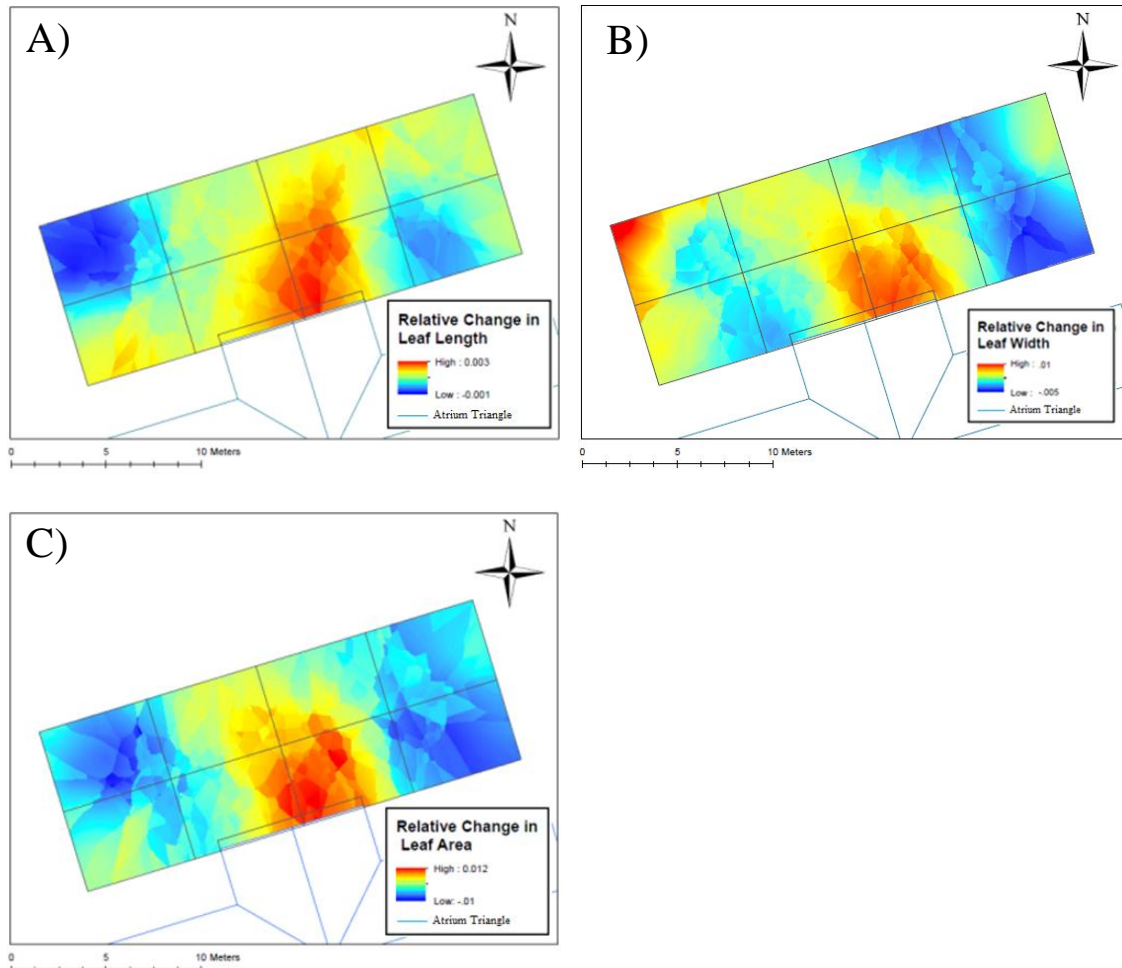 A)
N
Relative Change in
Leaf Length
High : 0.003
Low : -0.001
Atrium Triangle
0 5 10 Meters
B)
N
Relative Change in
Leaf Width
High : .01
Low : -.005
Atrium Triangle
0 5 10 Meters
C)
N
Relative Change in
Leaf Area
High : 0.012
Low: -.01
Atrium Triangle
0 5 10 Meters